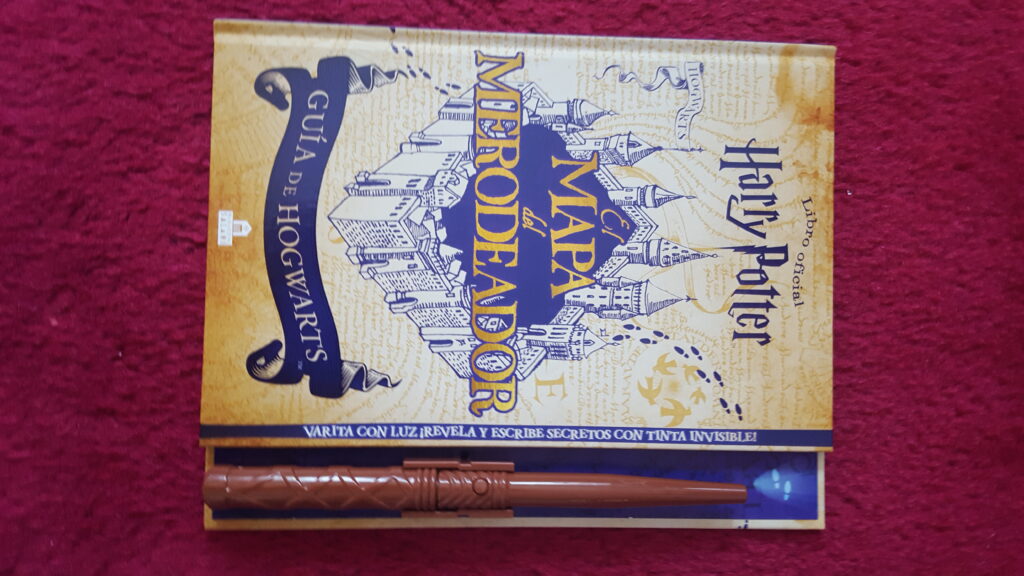 Libro oficial
Harry Potter
HOGWARTS
El
MAPA
del
MERODEADOR
E
GUÍA DE HOGWARTS™
VARITA CON LUZ ¡REVELA Y ESCRIBE SECRETOS CON TINTA INVISIBLE!